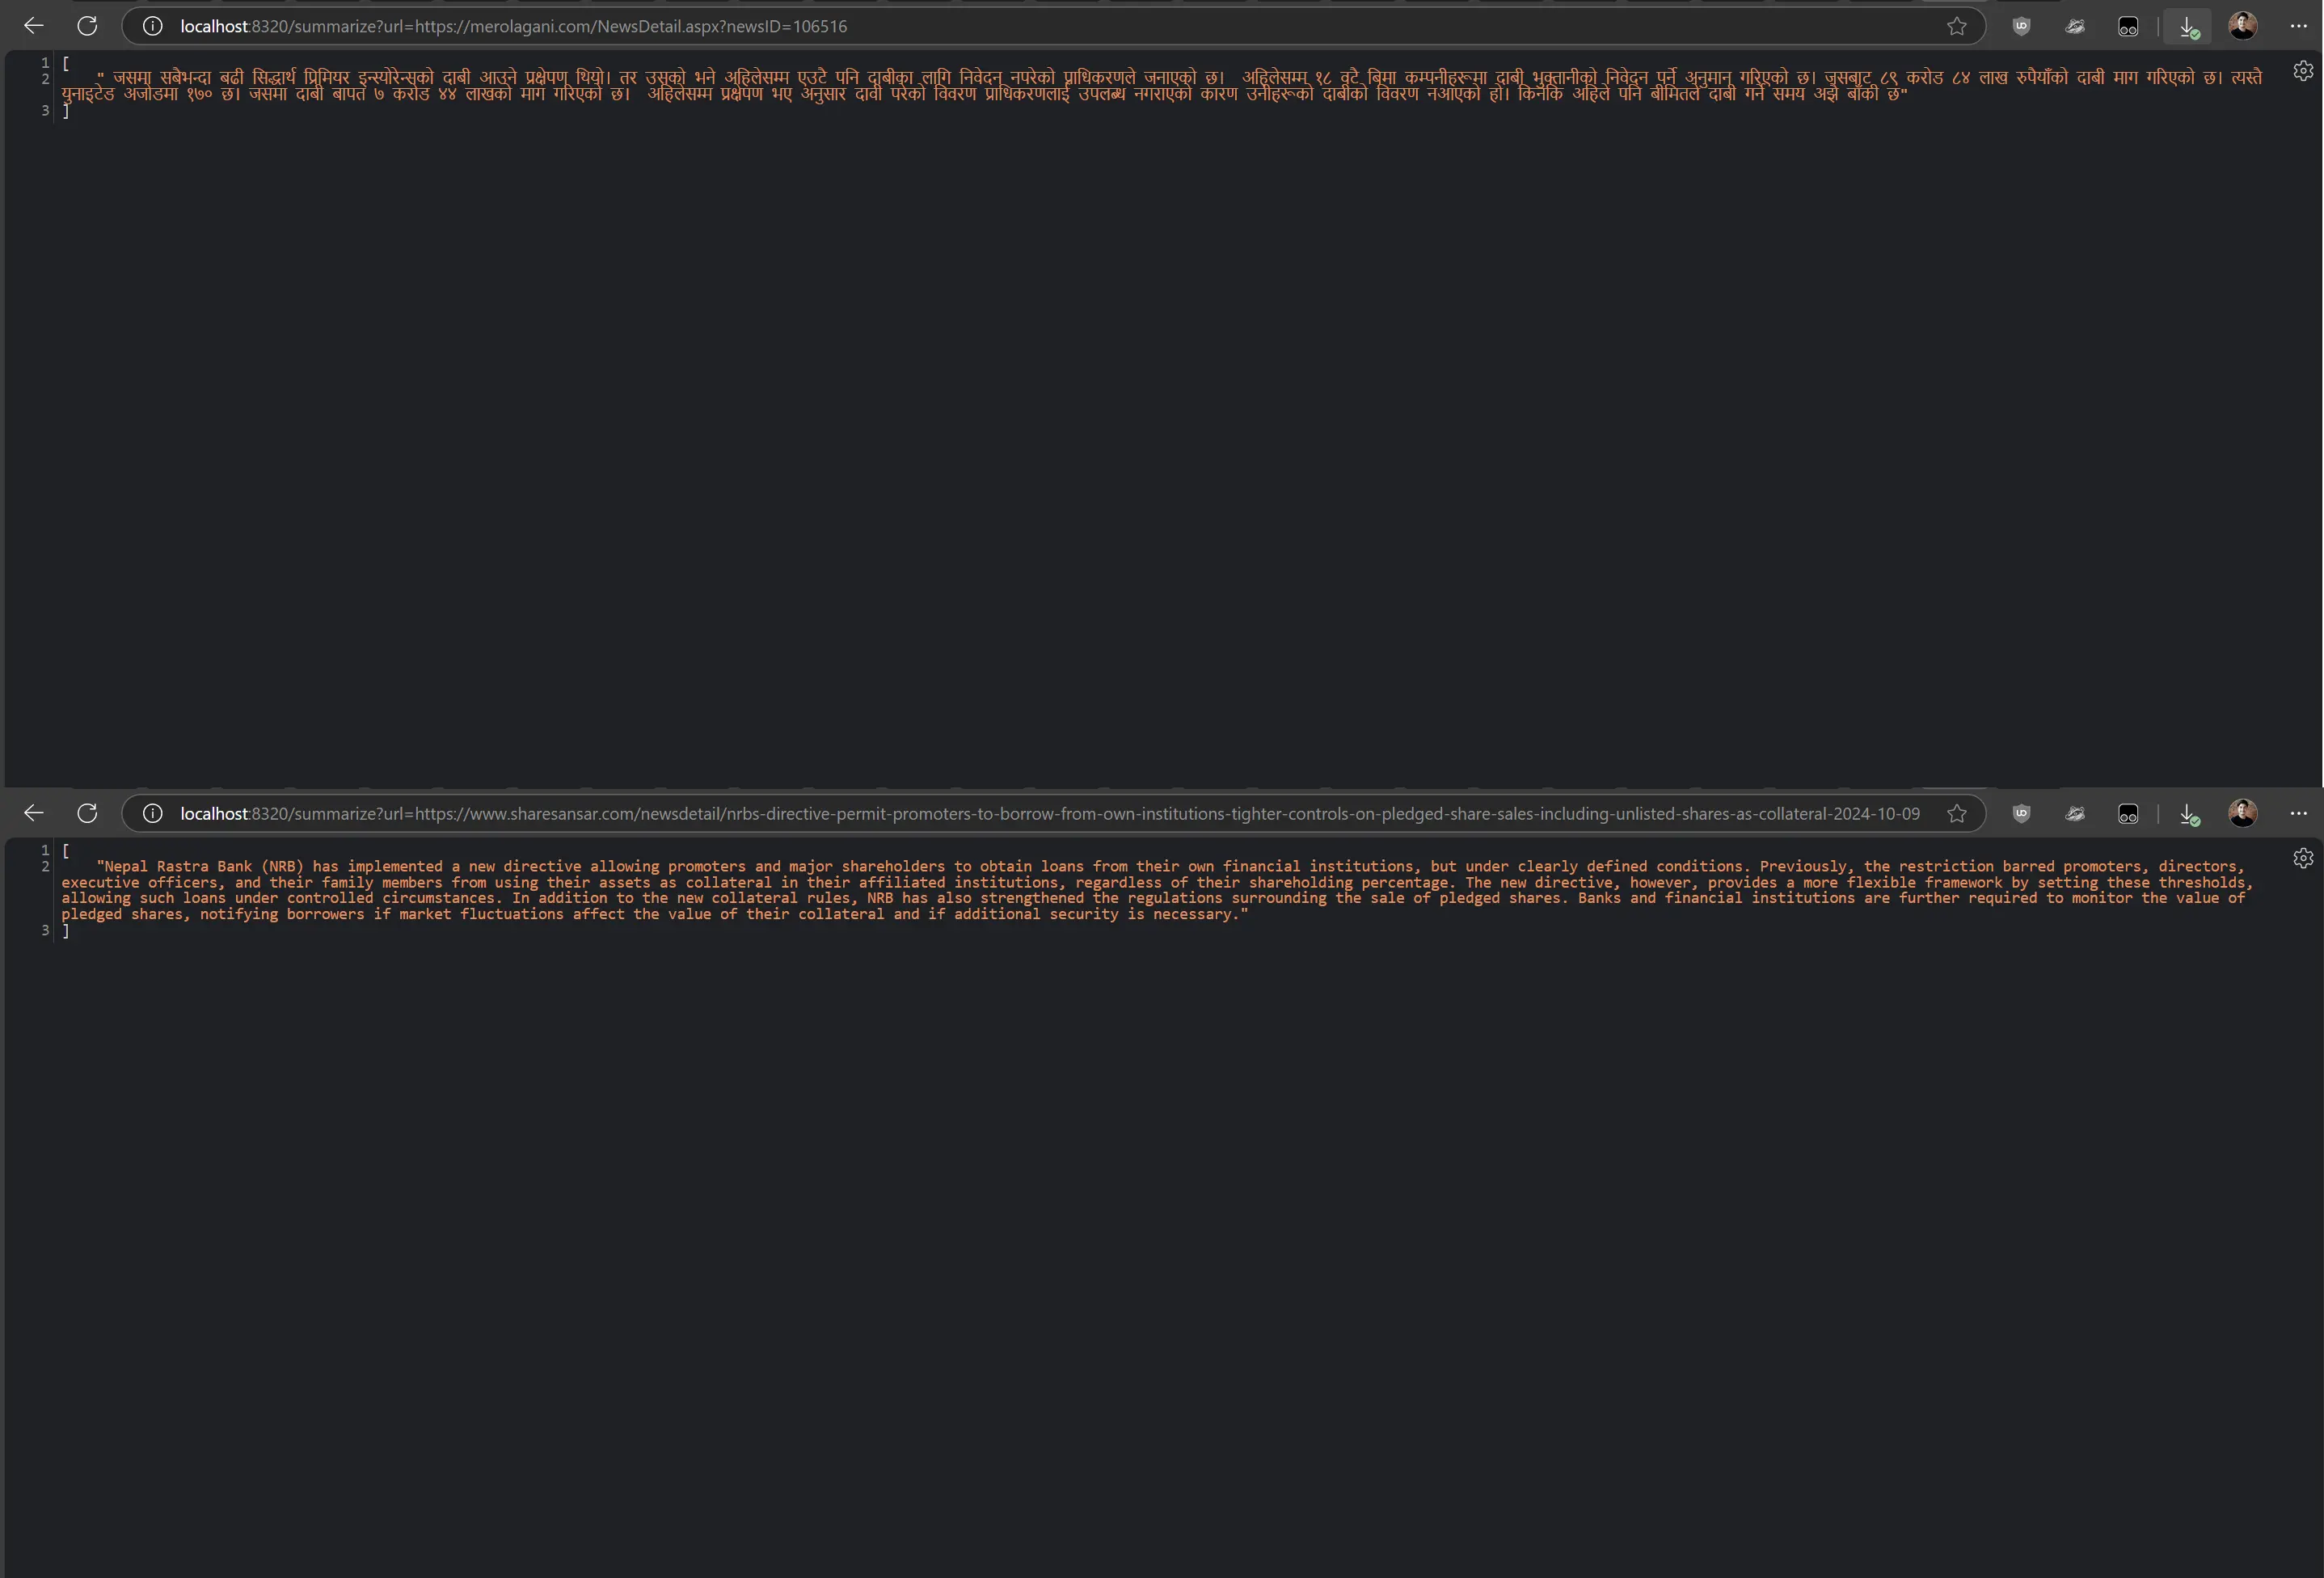 localhost:8320/summarize?url=https://merolagani.com/NewsDetail.aspx?newsID=106516
1 [
2 " जसमा सबैभन्दा बढी सिद्धार्थ प्रिमियर इन्स्योरेन्सको दाबी आउने प्रक्षेपण थियो। तर उसको भने अहिलेसम्म एउटै पनि दाबीका लागि निवेदन नपरेको प्राधिकरणले जनाएको छ।  अहिलेसम्म १८ वटै बिमा कम्पनीहरूमा दाबी भुक्तानीको निवेदन पर्ने अनुमान गरिएको छ। जसबाट ८९ करोड ८४ लाख रुपैयाँको दाबी माग गरिएको छ। त्यस्तै
युनाइटेड अजोडमा १७० छ। जसमा दाबी बापत ७ करोड ४४ लाखको माग गरिएको छ।  अहिलेसम्म प्रक्षेपण भए अनुसार दावी परेको विवरण प्राधिकरणलाई उपलब्ध नगराएको कारण उनीहरूको दाबीको विवरण नआएको हो। किनकि अहिले पनि बीमितले दाबी गर्ने समय अझै बाँकी छ"
3 ]
localhost:8320/summarize?url=https://www.sharesansar.com/newsdetail/nrbs-directive-permit-promoters-to-borrow-from-own-institutions-tighter-controls-on-pledged-share-sales-including-unlisted-shares-as-collateral-2024-10-09
1 [
2 "Nepal Rastra Bank (NRB) has implemented a new directive allowing promoters and major shareholders to obtain loans from their own financial institutions, but under clearly defined conditions. Previously, the restriction barred promoters, directors,
executive officers, and their family members from using their assets as collateral in their affiliated institutions, regardless of their shareholding percentage. The new directive, however, provides a more flexible framework by setting these thresholds,
allowing such loans under controlled circumstances. In addition to the new collateral rules, NRB has also strengthened the regulations surrounding the sale of pledged shares. Banks and financial institutions are further required to monitor the value of
pledged shares, notifying borrowers if market fluctuations affect the value of their collateral and if additional security is necessary."
3 ]